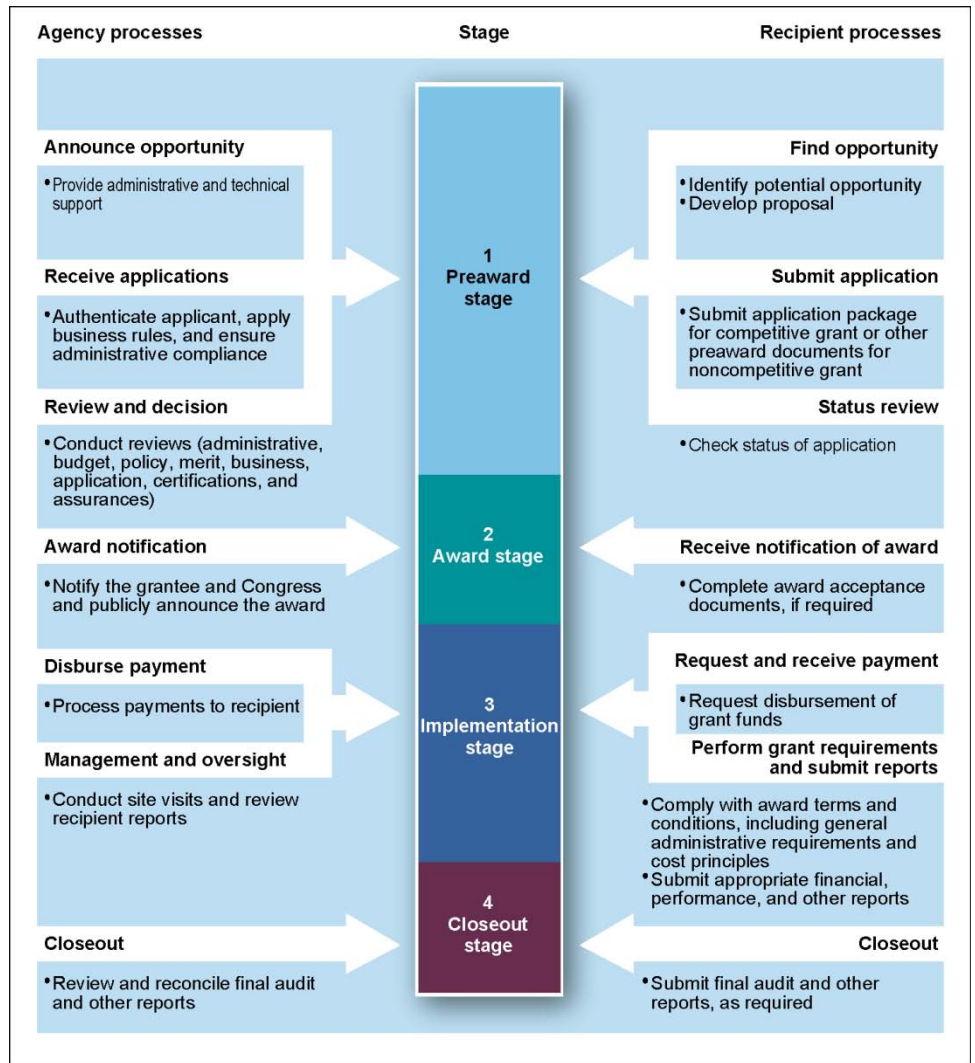 Agency processes
Stage
Recipient processes
Announce opportunity
•Provide administrative and technical
support
Receive applications
•Authenticate applicant, apply
business rules, and ensure
administrative compliance
Review and decision
•Conduct reviews (administrative,
budget, policy, merit, business,
application, certifications, and
assurances)
Award notification
•Notify the grantee and Congress
and publicly announce the award
Disburse payment
•Process payments to recipient
Management and oversight
•Conduct site visits and review
recipient reports
Closeout
•Review and reconcile final audit
and other reports
1
Preaward
stage
2
Award stage
3
Implementation
stage
4
Closeout
stage
Find opportunity
•Identify potential opportunity
•Develop proposal
Submit application
•Submit application package
for competitive grant or other
preaward documents for
noncompetitive grant
Status review
•Check status of application
Receive notification of award
•Complete award acceptance
documents, if required
Request and receive payment
•Request disbursement of
grant funds
Perform grant requirements
and submit reports
•Comply with award terms and
conditions, including general
administrative requirements and
cost principles
•Submit appropriate financial,
performance, and other reports
Closeout
•Submit final audit and other
reports, as required